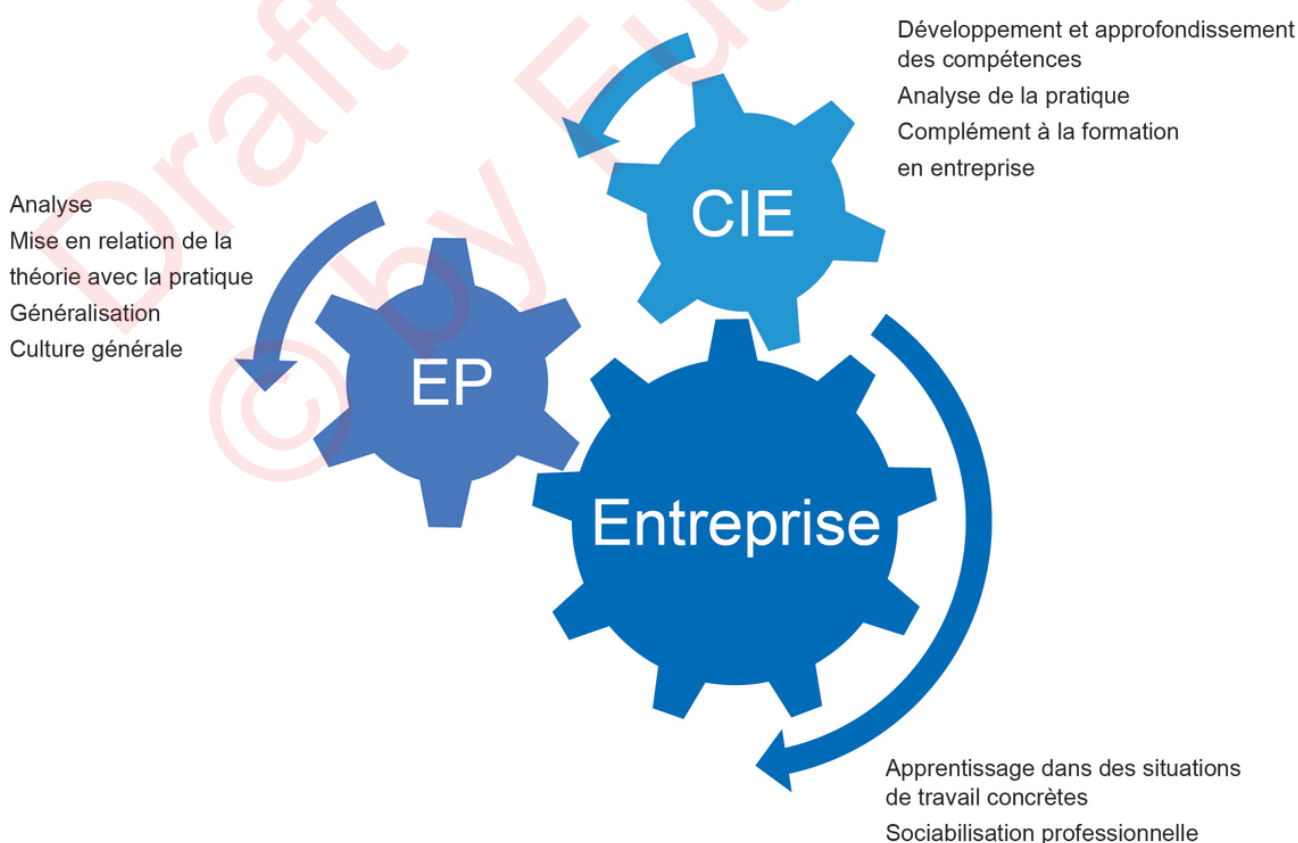 Développement et approfondissement
des compétences
Analyse de la pratique
Complément à la formation
en entreprise
CIE
Analyse
Mise en relation de la
théorie avec la pratique
Généralisation
Culture générale
EP
Entreprise
Apprentissage dans des situations
de travail concrètes
Sociabilisation professionnelle
Draft
© by Fut